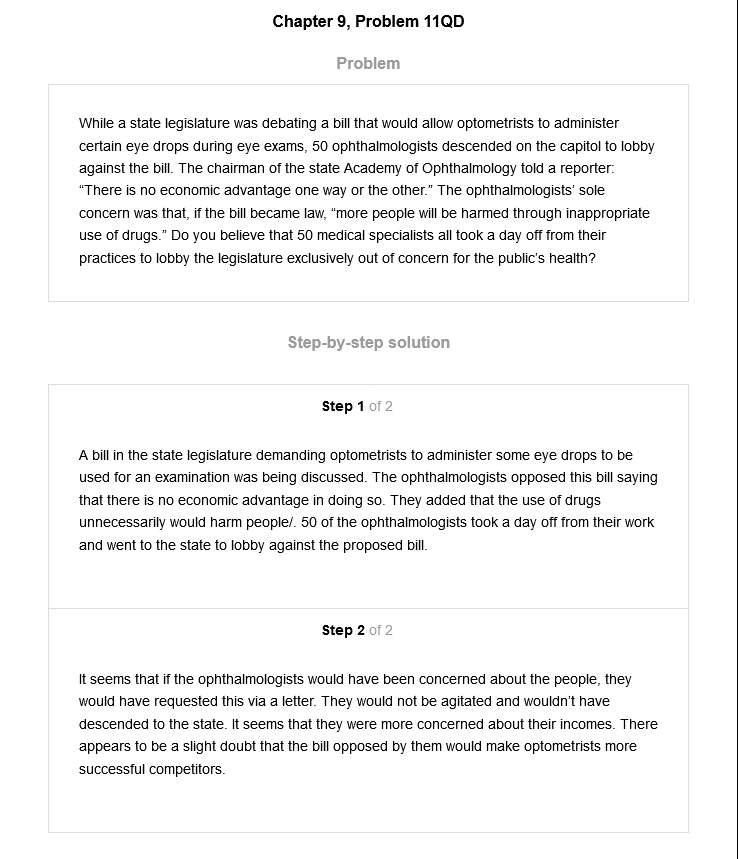 Chapter 9, Problem 11QD
Problem
While a state legislature was debating a bill that would allow optometrists to administer
certain eye drops during eye exams, 50 ophthalmologists descended on the capitol to lobby
against the bill. The chairman of the state Academy of Ophthalmology told a reporter:
“There is no economic advantage one way or the other.” The ophthalmologists’ sole
concern was that, if the bill became law, “more people will be harmed through inappropriate
use of drugs.” Do you believe that 50 medical specialists all took a day off from their
practices to lobby the legislature exclusively out of concern for the public’s health?
Step-by-step solution
Step 1 of 2
A bill in the state legislature demanding optometrists to administer some eye drops to be
used for an examination was being discussed. The ophthalmologists opposed this bill saying
that there is no economic advantage in doing so. They added that the use of drugs
unnecessarily would harm people/. 50 of the ophthalmologists took a day off from their work
and went to the state to lobby against the proposed bill.
Step 2 of 2
It seems that if the ophthalmologists would have been concerned about the people, they
would have requested this via a letter. They would not be agitated and wouldn’t have
descended to the state. It seems that they were more concerned about their incomes. There
appears to be a slight doubt that the bill opposed by them would make optometrists more
successful competitors.